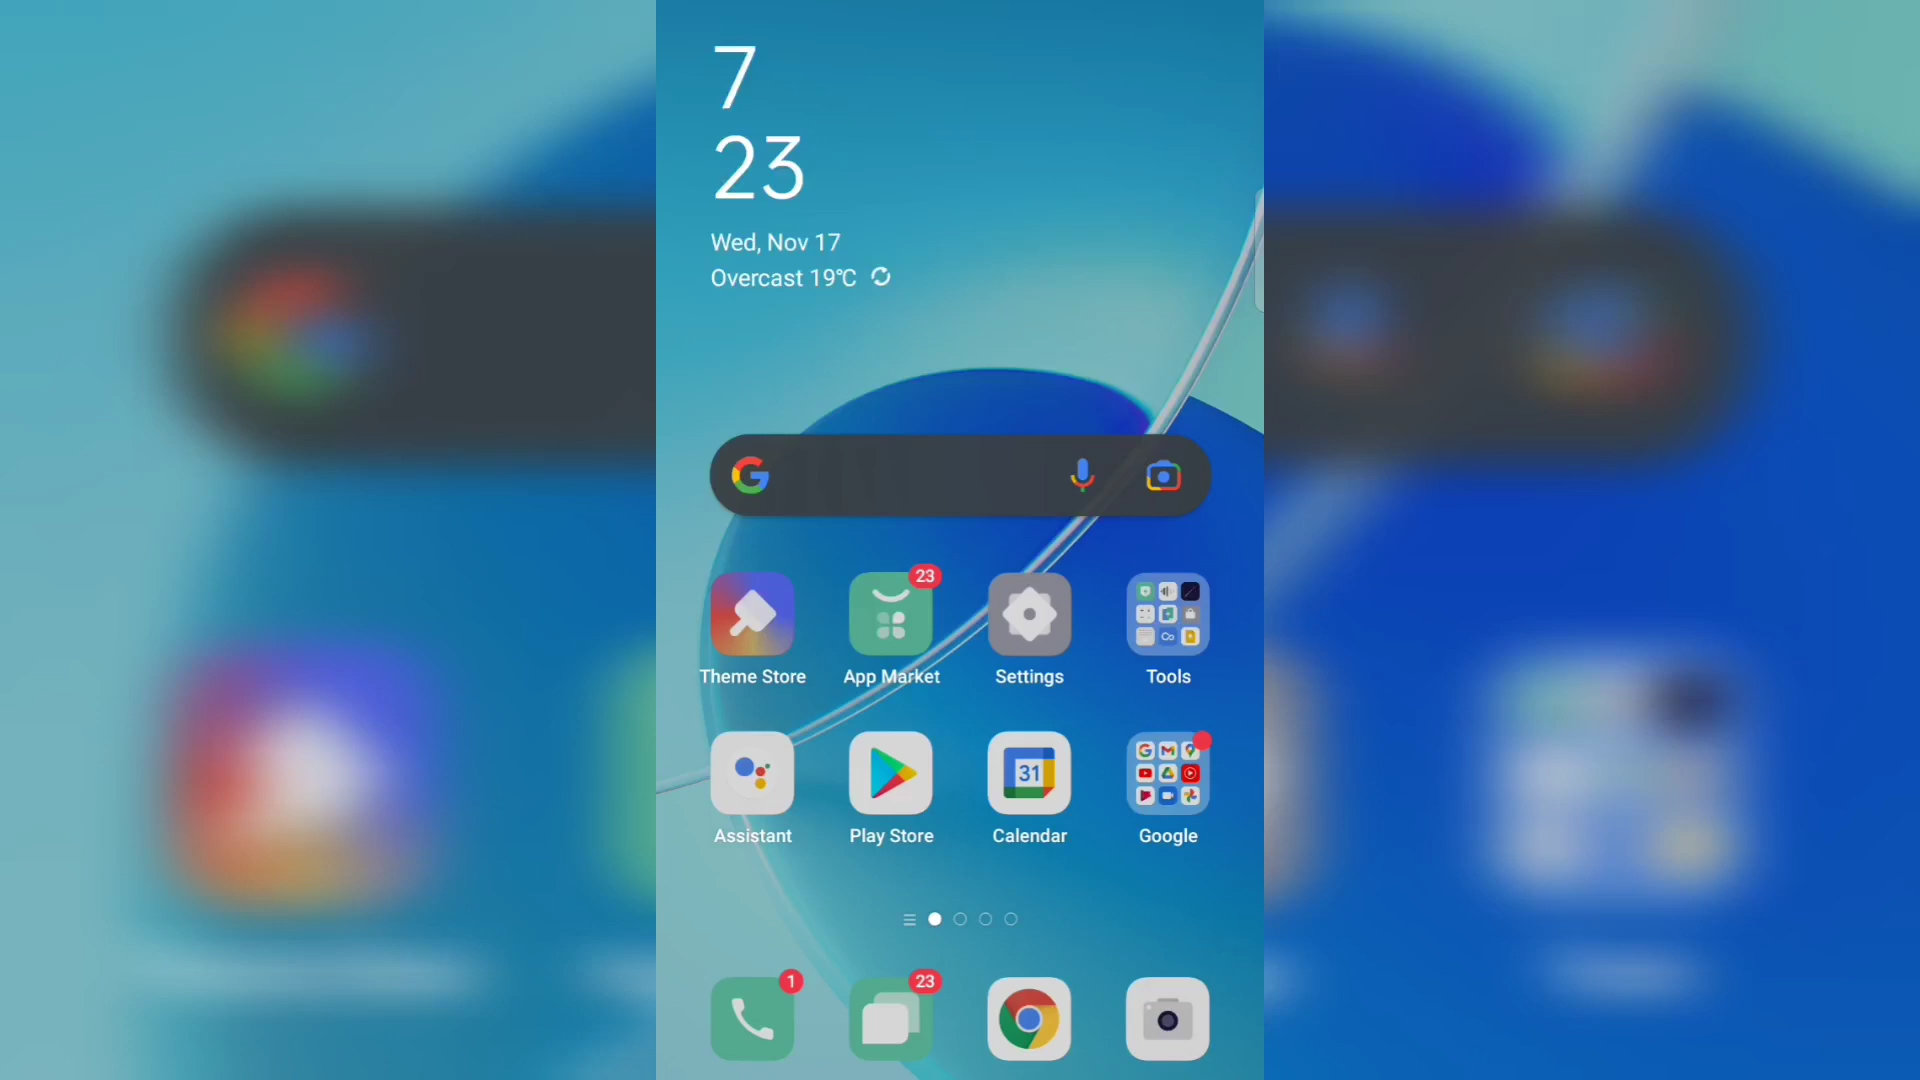 7
23
Wed, Nov 17
Overcast 19℃
23
Theme Store
App Market
Settings
Tools
31
Assistant
Play Store
Calendar
Google
1
23